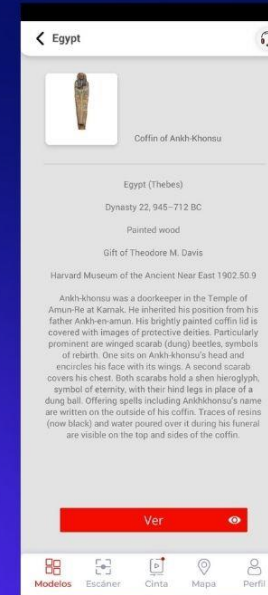 Egypt
Coffin of Ankh-Khonsu
Egypt (Thebes)
Dynasty 22, 945–712 BC
Painted wood
Gift of Theodore M. Davis
Harvard Museum of the Ancient Near East 1902.50.9
Ankh-khonsu was a doorkeeper in the Temple of
Amun-Re at Karnak. He inherited his position from his
father Ankh-en-amun. His brightly painted coffin lid is
covered with images of protective deities. Particularly
prominent are winged scarab (dung) beetles, symbols
of rebirth. One sits on Ankh-khonsu's head and
encircles his face with its wings. A second scarab
covers his chest. Both scarabs hold a shen hieroglyph,
symbol of eternity, with their hind legs in place of a
dung ball. Offering spells including Ankhkhonsu's name
are written on the outside of his coffin. Traces of resins
(now black) and water poured over it during his funeral
are visible on the top and sides of the coffin.
Ver
Modelos Escáner Cinta Mapa Perfil